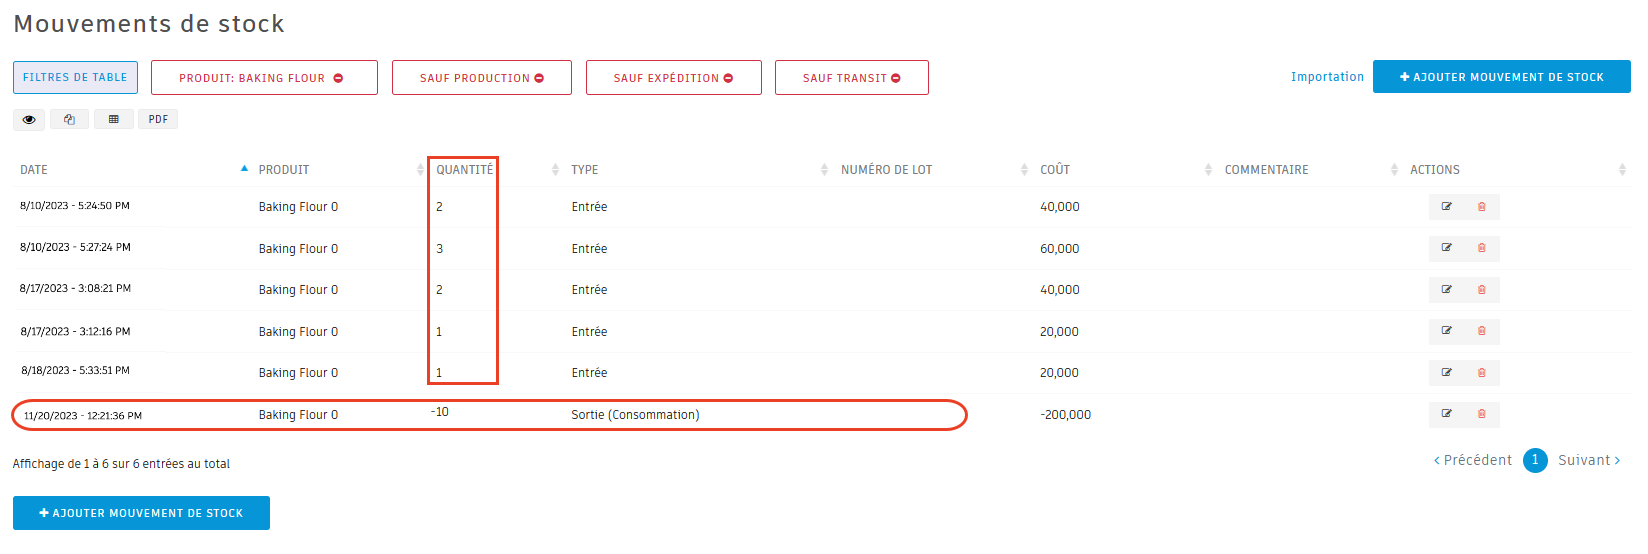 Mouvements de stock
FILTRES DE TABLE PRODUIT: BAKING FLOUR SAUF PRODUCTION SAUF EXPÉDITION SAUF TRANSIT Importation AJOUTER MOUVEMENT DE STOCK
PDF
DATE PRODUIT QUANTITÉ TYPE NUMÉRO DE LOT COÛT COMMENTAIRE ACTIONS
8/10/2023 - 5:24:50 PM Baking Flour O 2 Entrée 40,000
8/10/2023 - 5:27:24 PM Baking Flour O 3 Entrée 60,000
8/17/2023 - 3:08:21 PM Baking Flour O 2 Entrée 40,000
8/17/2023 - 3:12:16 PM Baking Flour O 1 Entrée 20,000
8/18/2023 - 5:33:51 PM Baking Flour O 1 Entrée 20,000
11/20/2023 - 12:21:36 PM Baking Flour O -10 Sortie (Consommation) -200,000
Affichage de 1 à 6 sur 6 entrées au total Précédent 1 Suivant
AJOUTER MOUVEMENT DE STOCK